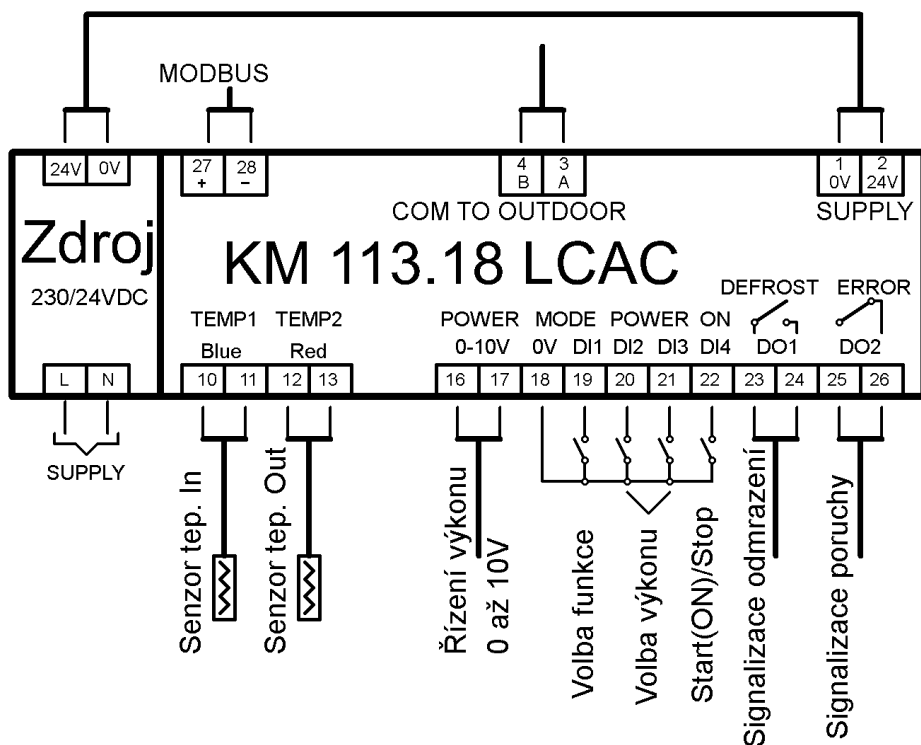 MODBUS
24V 0V
27 28
+ −
4 3
B A
1 2
0V 24V
COM TO OUTDOOR
SUPPLY
Zdroj
230/24VDC
KM 113.18 LCAC
DEFROST ERROR
TEMP1 TEMP2 POWER MODE POWER ON
Blue Red 0-10V 0V DI1 DI2 DI3 DI4 DO1 DO2
L N
10 11 12 13 16 17 18 19 20 21 22 23 24 25 26
SUPPLY
Senzor tep. In
Senzor tep. Out
Řízení výkonu
0 až 10V
Volba funkce
Volba výkonu
Start(ON)/Stop
Signalizace odmrazení
Signalizace poruchy